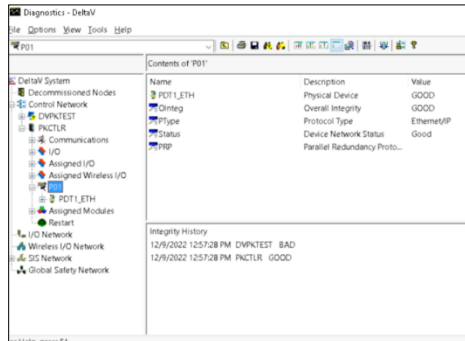 Diagnostics - DeltaV
File Options View Tools Help
P01
Contents of 'P01'
DeltaV System
Decommissioned Nodes
Control Network
DVPKTEST
PKCTLR
Communications
I/O
Assigned I/O
Assigned Wireless I/O
P01
PDT1_ETH
Assigned Modules
Restart
I/O Network
Wireless I/O Network
SIS Network
Global Safety Network
Name Description Value
PDT1_ETH Physical Device GOOD
OInteg Overall Integrity GOOD
PType Protocol Type Ethernet/IP
Status Device Network Status Good
PRP Parallel Redundancy Proto...
Integrity History
12/9/2022 12:57:28 PM DVPKTEST BAD
12/9/2022 12:57:28 PM PKCTLR GOOD